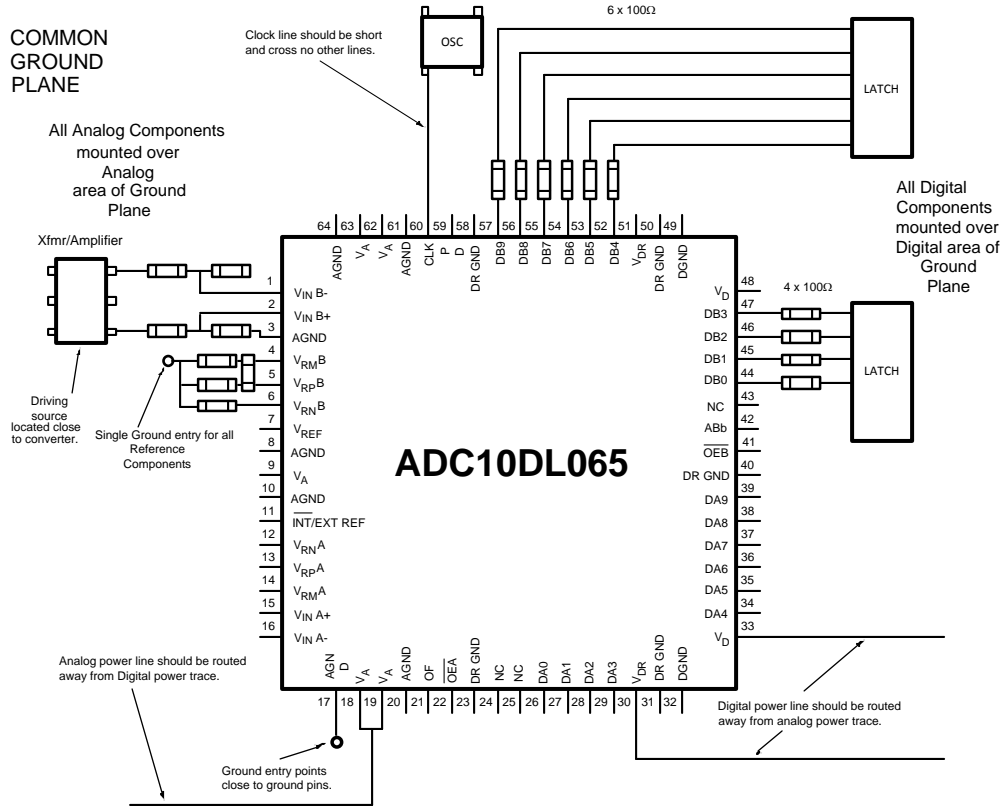 COMMON
GROUND
PLANE
Clock line should be short
and cross no other lines.
OSC
6 x 100Ω
LATCH
All Analog Components
mounted over
Analog
area of Ground
Plane
Xfmr/Amplifier
All Digital
Components
mounted over
Digital area of
Ground
Plane
64 63 62 61 60 59 58 57 56 55 54 53 52 51 50 49
AGND
VA
VA
AGND
CLK
P
D
DR GND
DB9
DB8
DB7
DB6
DB5
DB4
VDR
DR GND
DGND
1 VIN B-
2 VIN B+
3 AGND
4 VRMB
5 VRPB
6 VRNB
7 VREF
8 AGND
9 VA
10 AGND
11 INT/EXT REF
12 VRNA
13 VRPA
14 VRMA
15 VIN A+
16 VIN A-
Driving
source
located close
to converter.
Single Ground entry for all
Reference
Components
ADC10DL065
VD 48
DB3 47
DB2 46
DB1 45
DB0 44
NC 43
ABb 42
OEB 41
DR GND 40
DA9 39
DA8 38
DA7 37
DA6 36
DA5 35
DA4 34
VD 33
4 x 100Ω
LATCH
AGN
D
VA
VA
AGND
OF
OEA
DR GND
NC
NC
DA0
DA1
DA2
DA3
VDR
DR GND
DGND
17 18 19 20 21 22 23 24 25 26 27 28 29 30 31 32
Analog power line should be routed
away from Digital power trace.
Ground entry points
close to ground pins.
Digital power line should be routed
away from analog power trace.